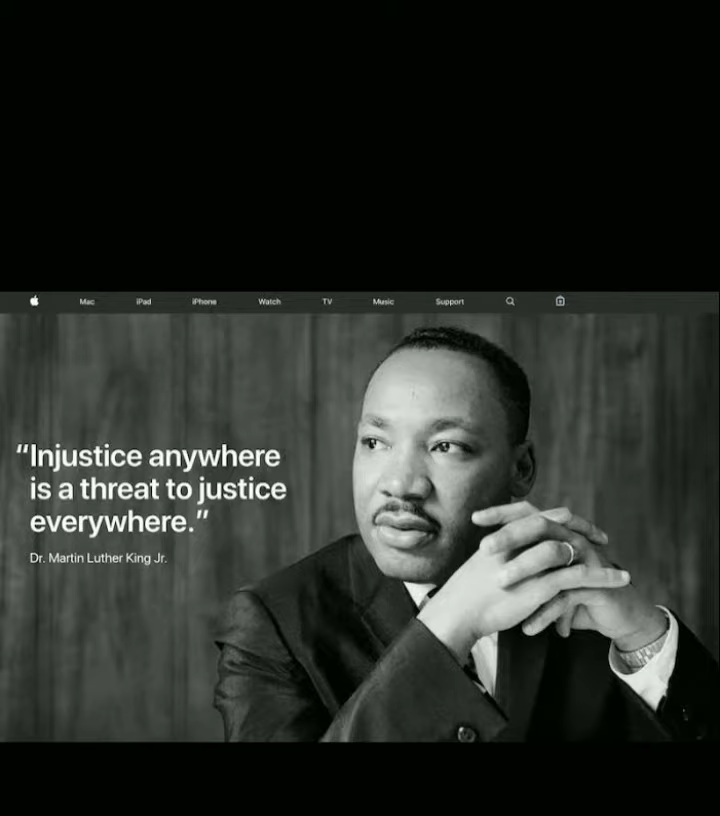 Mac iPad iPhone Watch TV Music Support
“Injustice anywhere
is a threat to justice
everywhere.”
Dr. Martin Luther King Jr.